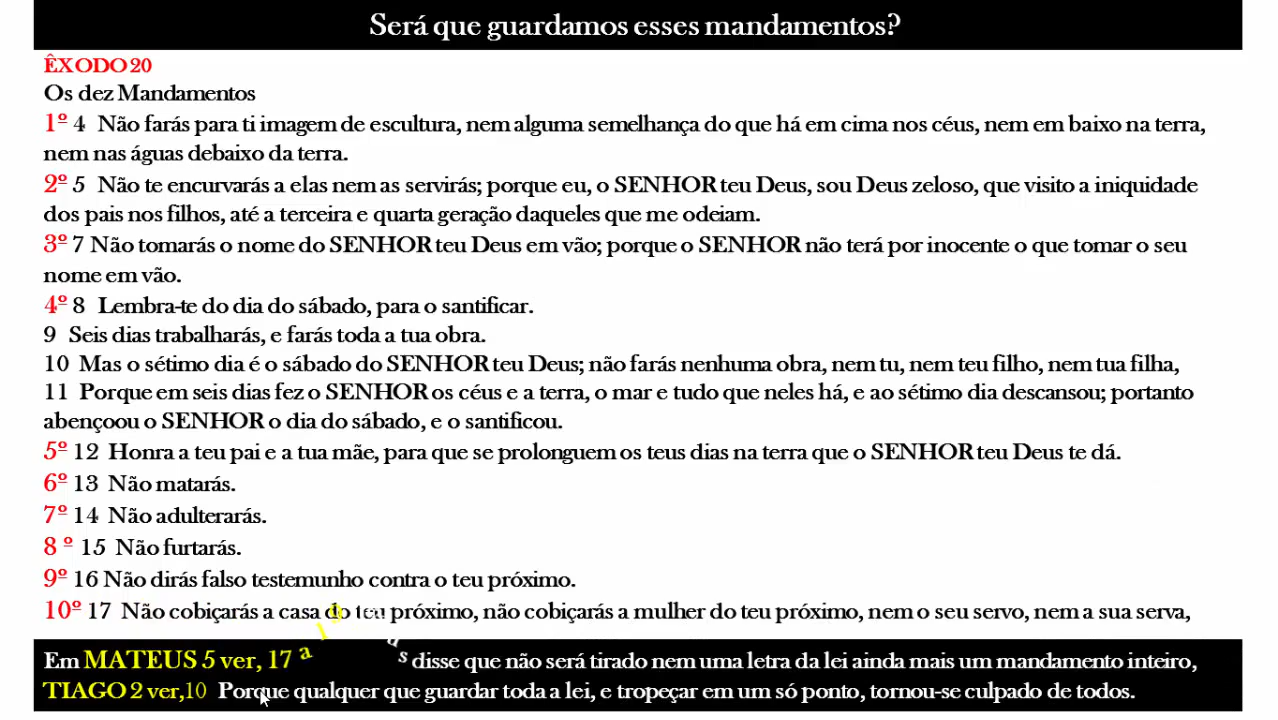 Será que guardamos esses mandamentos?
ÊXODO 20
Os dez Mandamentos
1º 4 Não farás para ti imagem de escultura, nem alguma semelhança do que há em cima nos céus, nem em baixo na terra,
nem nas águas debaixo da terra.
2º 5 Não te encurvarás a elas nem as servirás; porque eu, o SENHOR teu Deus, sou Deus zeloso, que visito a iniquidade
dos pais nos filhos, até a terceira e quarta geração daqueles que me odeiam.
3º 7 Não tomarás o nome do SENHOR teu Deus em vão; porque o SENHOR não terá por inocente o que tomar o seu
nome em vão.
4º 8 Lembra-te do dia do sábado, para o santificar.
9 Seis dias trabalharás, e farás toda a tua obra.
10 Mas o sétimo dia é o sábado do SENHOR teu Deus; não farás nenhuma obra, nem tu, nem teu filho, nem tua filha,
11 Porque em seis dias fez o SENHOR os céus e a terra, o mar e tudo que neles há, e ao sétimo dia descansou; portanto
abençoou o SENHOR o dia do sábado, e o santificou.
5º 12 Honra a teu pai e a tua mãe, para que se prolonguem os teus dias na terra que o SENHOR teu Deus te dá.
6º 13 Não matarás.
7º 14 Não adulterarás.
8 º 15 Não furtarás.
9º 16 Não dirás falso testemunho contra o teu próximo.
10º 17 Não cobiçarás a casa do teu próximo, não cobiçarás a mulher do teu próximo, nem o seu servo, nem a sua serva,
Em MATEUS 5 ver, 17 a disse que não será tirado nem uma letra da lei ainda mais um mandamento inteiro,
TIAGO 2 ver,10 Porque qualquer que guardar toda a lei, e tropeçar em um só ponto, tornou-se culpado de todos.